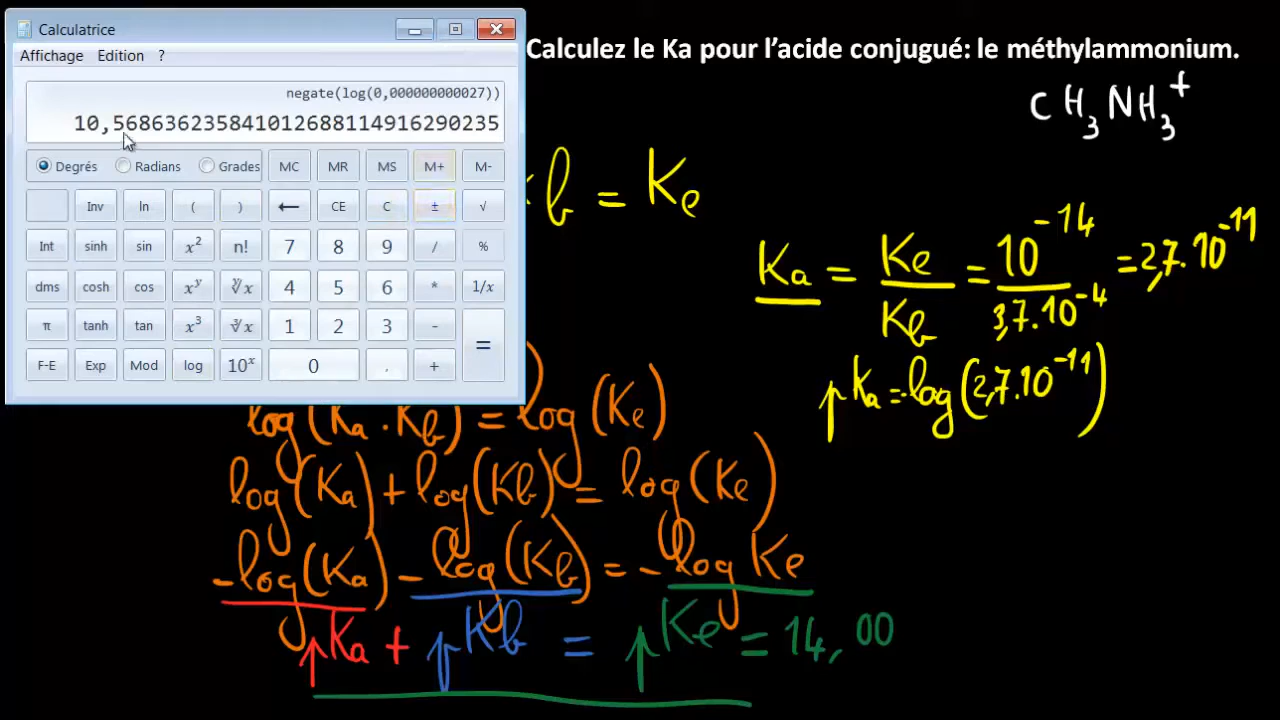 Calculatrice
Affichage Edition ?
negate(log(0,000000000027))
10,568636235841012688114916290235
Degrés Radians Grades MC MR MS M+ M-
Inv ln ( ) ← CE C ± √
Int sinh sin x² n! 7 8 9 / %
dms cosh cos xʸ ʸ√x 4 5 6 * 1/x
π tanh tan x³ ³√x 1 2 3 - =
F-E Exp Mod log 10ˣ 0 . +
Calculez le Ka pour l’acide conjugué: le méthylammonium.
CH₃NH₃⁺
b = Ke
Ka = Ke/Kb = 10⁻¹⁴/3,7.10⁻⁴ = 2,7.10⁻¹¹
pKa = -log(2,7.10⁻¹¹)
log(Ka . Kb) = log(Ke)
log(Ka) + log(Kb) = log(Ke)
-log(Ka) - log(Kb) = - log Ke
pKa + pKb = pKe = 14,00